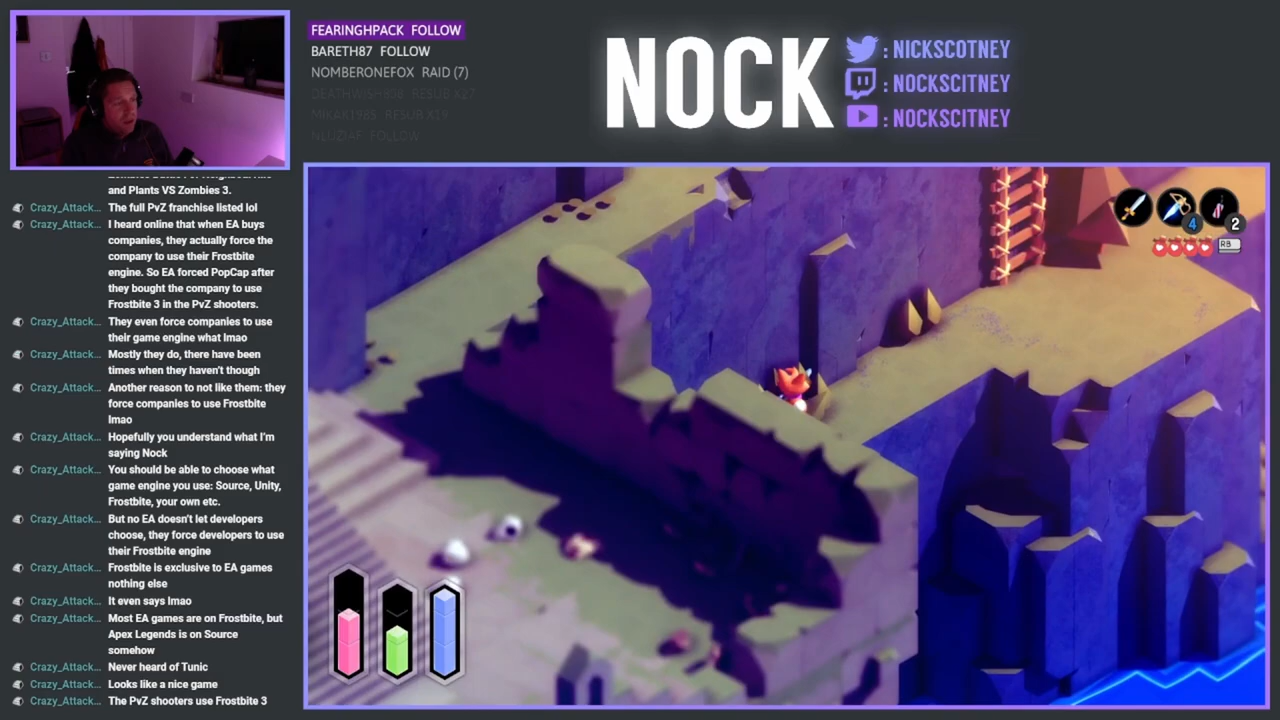 FEARINGHPACK FOLLOW
BARETH87 FOLLOW
NOMBERONEFOX RAID (7)
RESUB X27
MIKAK1985 RESUB X19
NLUZIAF FOLLOW
NOCK
: NICKSCOTNEY
: NOCKSCITNEY
: NOCKSCITNEY
and Plants VS Zombies 3.
Crazy_Attack... The full PvZ franchise listed lol
Crazy_Attack... I heard online that when EA buys
companies, they actually force the
company to use their Frostbite
engine. So EA forced PopCap after
they bought the company to use
Frostbite 3 in the PvZ shooters.
Crazy_Attack... They even force companies to use
their game engine what lmao
Crazy_Attack... Mostly they do, there have been
times when they haven't though
Crazy_Attack... Another reason to not like them: they
force companies to use Frostbite
lmao
Crazy_Attack... Hopefully you understand what I'm
saying Nock
Crazy_Attack... You should be able to choose what
game engine you use: Source, Unity,
Frostbite, your own etc.
Crazy_Attack... But no EA doesn't let developers
choose, they force developers to use
their Frostbite engine
Crazy_Attack... Frostbite is exclusive to EA games
nothing else
Crazy_Attack... It even says lmao
Crazy_Attack... Most EA games are on Frostbite, but
Apex Legends is on Source
somehow
Crazy_Attack... Never heard of Tunic
Crazy_Attack... Looks like a nice game
Crazy_Attack... The PvZ shooters use Frostbite 3
4
2
RB